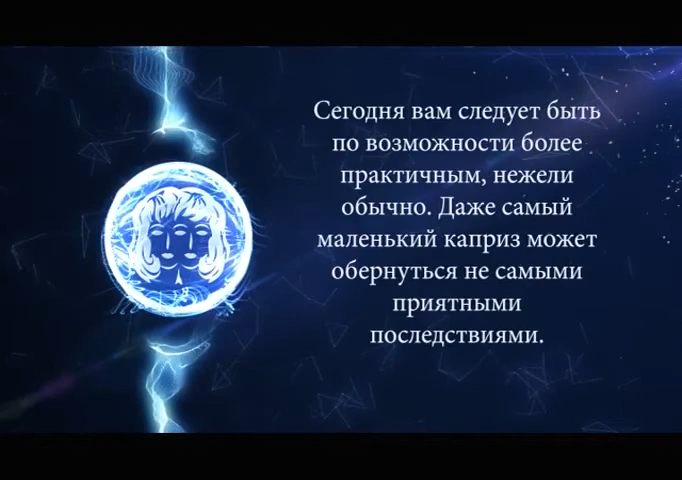 Сегодня вам следует быть
по возможности более
практичным, нежели
обычно. Даже самый
маленький каприз может
обернуться не самыми
приятными
последствиями.